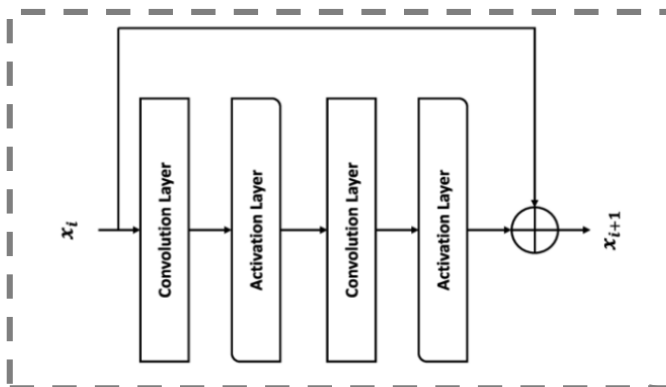 x_i
Convolution Layer
Activation Layer
Convolution Layer
Activation Layer
x_{i+1}